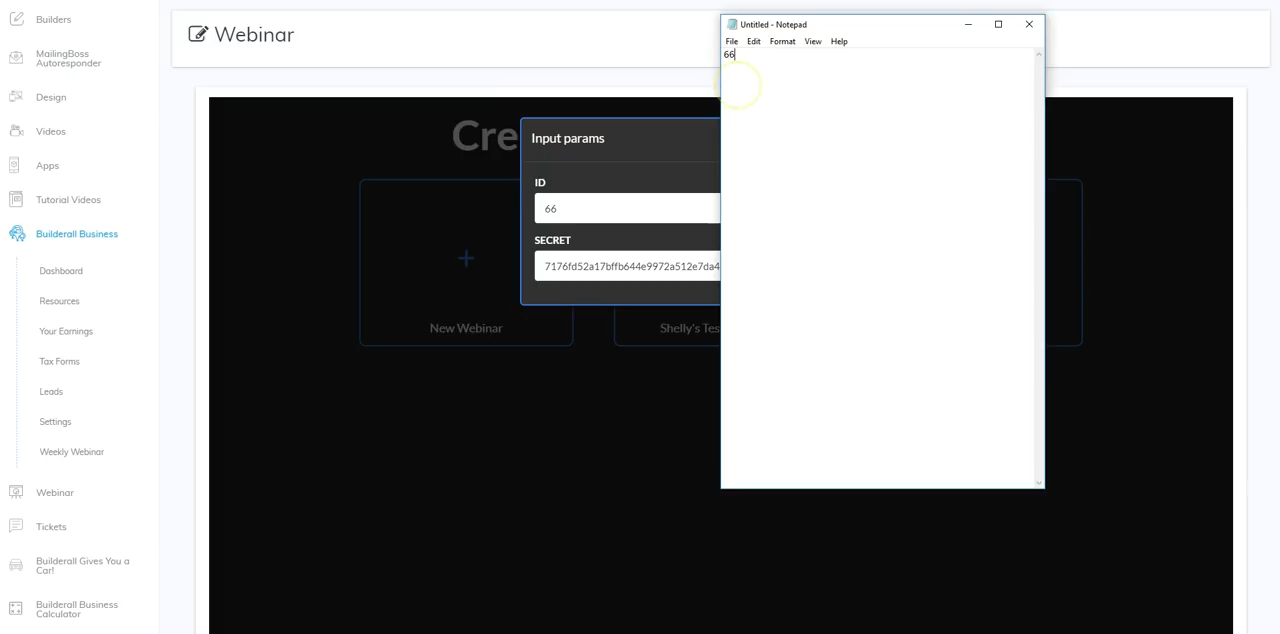 Builders
MailingBoss
Autoresponder
Design
Videos
Apps
Tutorial Videos
Builderall Business
Dashboard
Resources
Your Earnings
Tax Forms
Leads
Settings
Weekly Webinar
Webinar
Tickets
Builderall Gives You a
Car!
Builderall Business
Calculator
Webinar
Cre
Input params
ID
66
SECRET
7176fd52a17bffb644e9972a512e7da4
New Webinar
Shelly's Tes
Untitled - Notepad
File Edit Format View Help
66